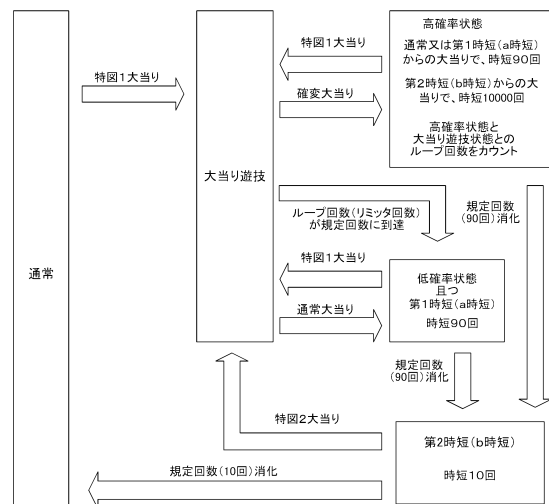 通常
特図1大当り
大当り遊技
特図1大当り
確変大当り
高確率状態
通常又は第1時短(a時短)
からの大当りで、時短90回
第2時短(b時短)からの大
当りで、時短10000回
高確率状態と
大当り遊技状態との
ループ回数をカウント
ループ回数(リミッタ回数)
が規定回数に到達
規定回数
(90回)消化
特図1大当り
通常大当り
低確率状態
且つ
第1時短(a時短)
時短90回
規定回数
(90回)消化
特図2大当り
第2時短(b時短)
時短10回
規定回数(10回)消化